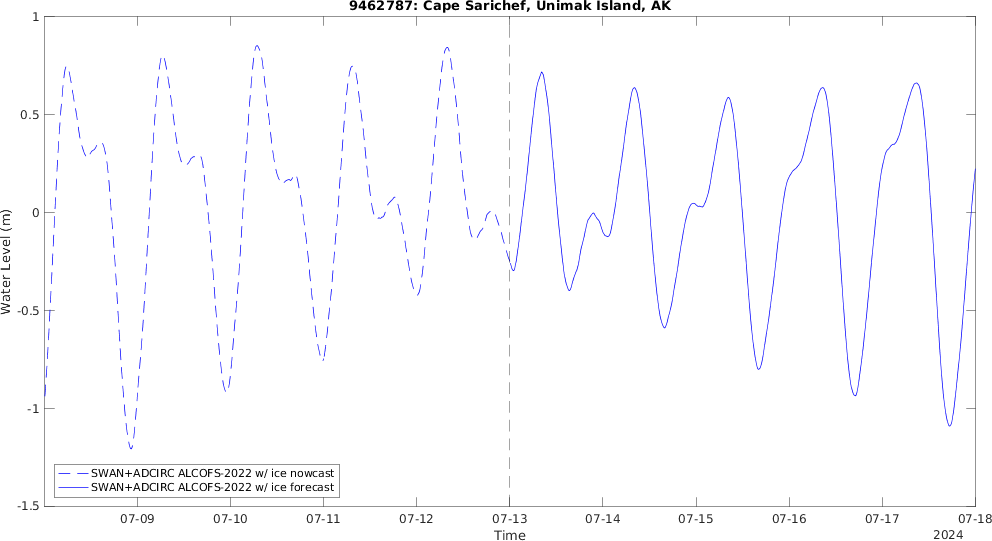 9462787: Cape Sarichef, Unimak Island, AK
1
0.5
0
-0.5
-1
-1.5
Water Level (m)
SWAN+ADCIRC ALCOFS-2022 w/ ice nowcast
SWAN+ADCIRC ALCOFS-2022 w/ ice forecast
07-09 07-10 07-11 07-12 07-13 07-14 07-15 07-16 07-17 07-18
Time
2024